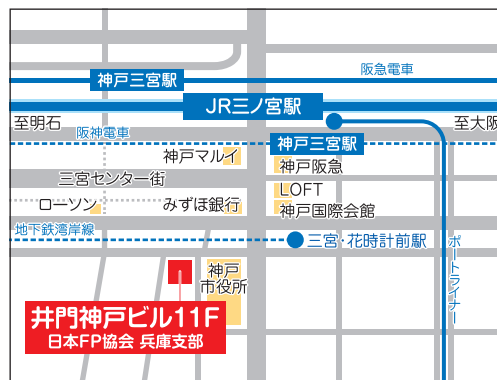 阪急電車
神戸三宮駅
JR三ノ宮駅
至明石
至大阪
阪神電車
神戸三宮駅
神戸マルイ
神戸阪急
三宮センター街
LOFT
ローソン
みずほ銀行
神戸国際会館
地下鉄湾岸線
三宮・花時計前駅
ポートライナー
神戸
市役所
井門神戸ビル11F
日本FP協会 兵庫支部